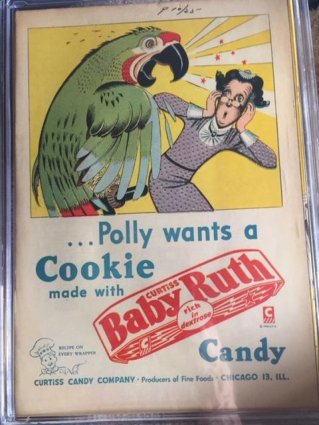 ...Polly wants a
Cookie
made with
CURTISS
Baby Ruth
rich
in
dextrose
Candy
RECIPE ON
EVERY WRAPPER
CURTISS CANDY COMPANY · Producers of Fine Foods · CHICAGO 13, ILL.